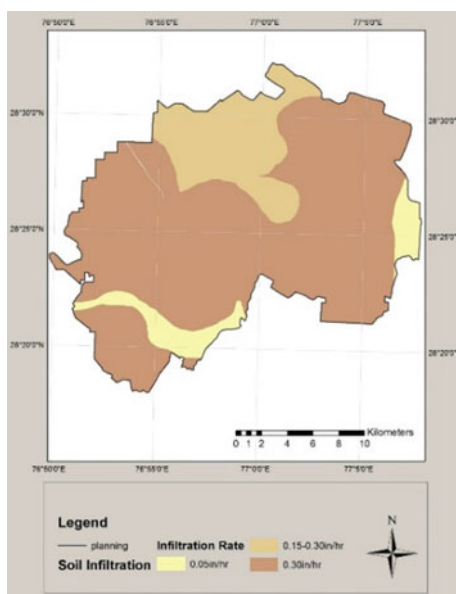 76°50'0"E 76°55'0"E 77°0'0"E 77°5'0"E
28°30'0"N 28°30'0"N
28°25'0"N 28°25'0"N
28°20'0"N 28°20'0"N
Kilometers
0 1 2 4 6 8 10
76°50'0"E 76°55'0"E 77°0'0"E 77°5'0"E
Legend
planning Infiltration Rate 0.15-0.30in/hr
Soil Infiltration 0.05in/hr 0.30in/hr
N